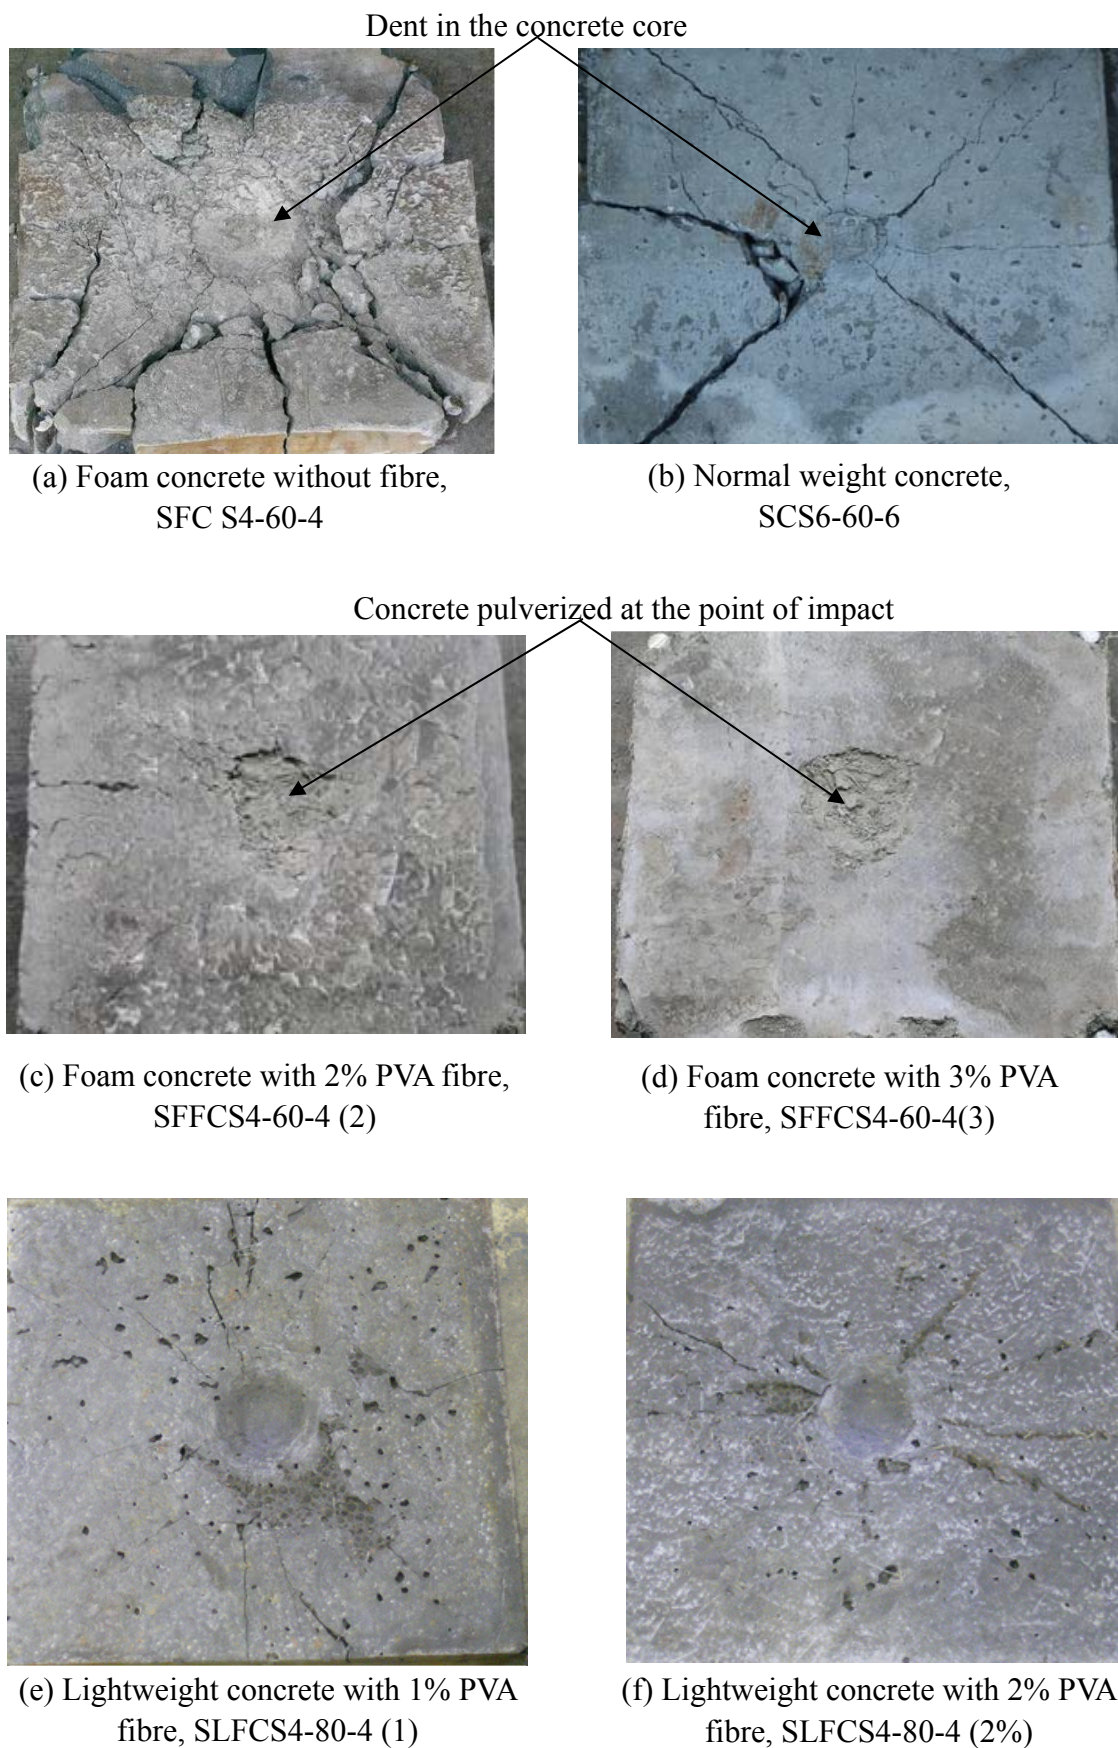 Dent in the concrete core
(a) Foam concrete without fibre,
SFC S4-60-4
(b) Normal weight concrete,
SCS6-60-6
Concrete pulverized at the point of impact
(c) Foam concrete with 2% PVA fibre,
SFFCS4-60-4 (2)
(d) Foam concrete with 3% PVA
fibre, SFFCS4-60-4(3)
(e) Lightweight concrete with 1% PVA
fibre, SLFCS4-80-4 (1)
(f) Lightweight concrete with 2% PVA
fibre, SLFCS4-80-4 (2%)